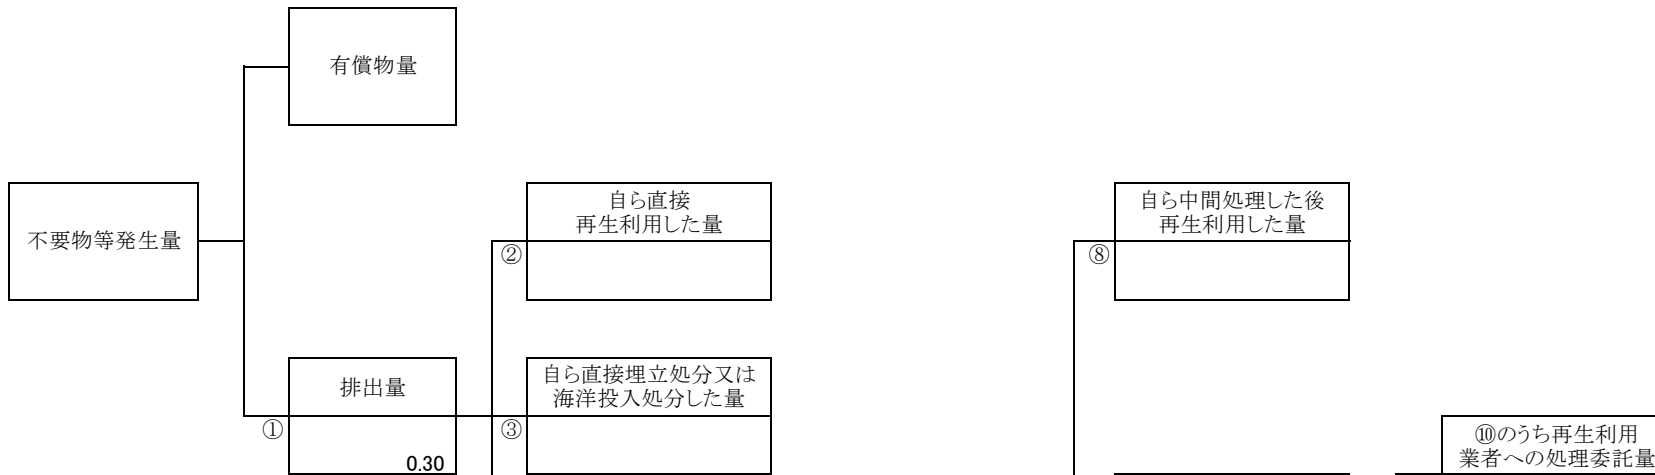 有償物量
不要物等発生量
自ら直接
再生利用した量
②
自ら中間処理した後
再生利用した量
⑧
排出量
①
0.30
自ら直接埋立処分又は
海洋投入処分した量
③
⑩のうち再生利用
業者への処理委託量